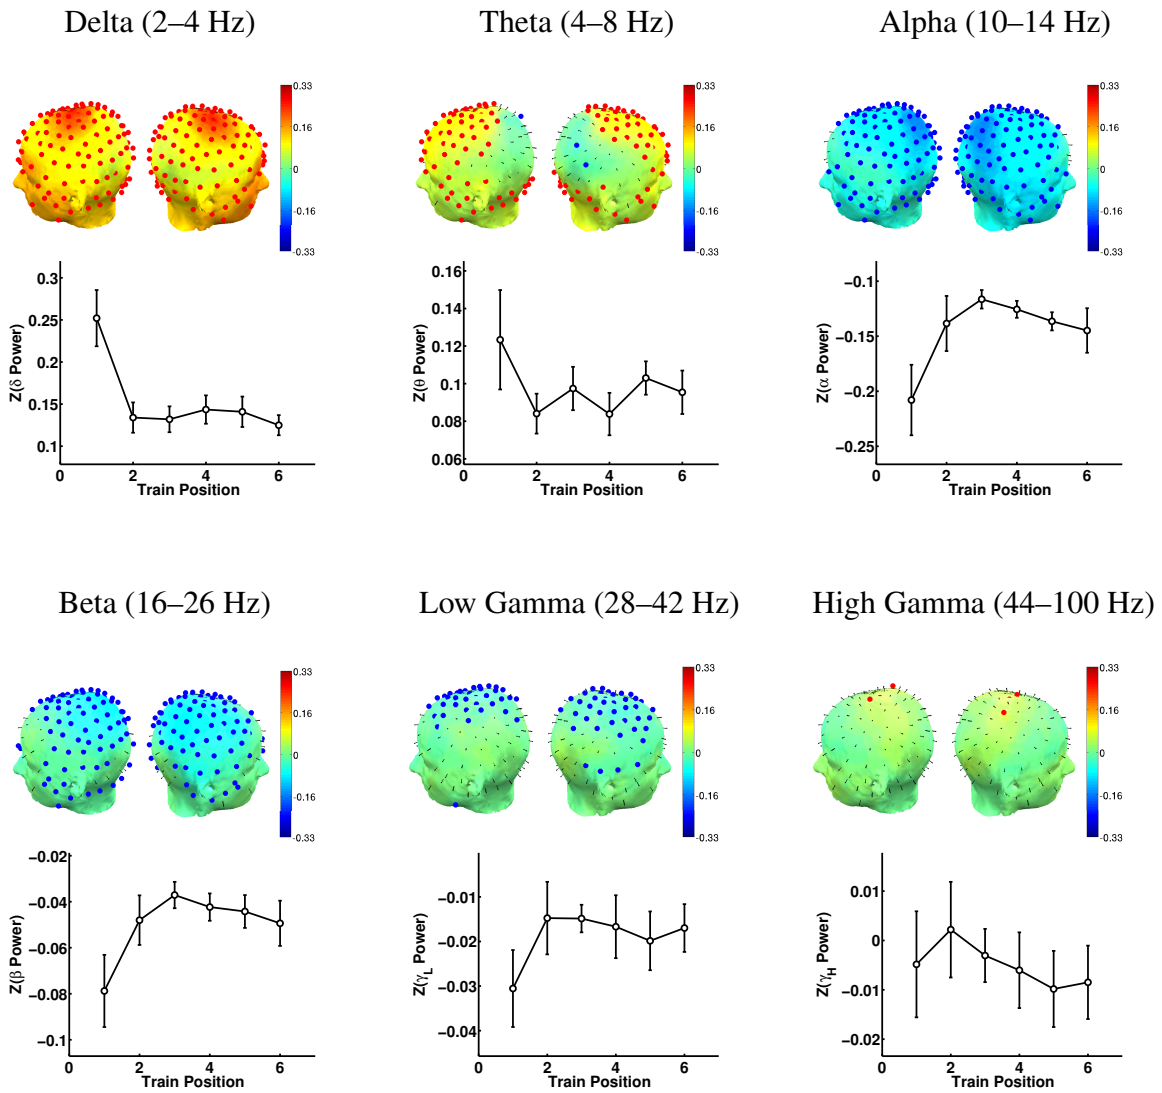 Delta (2–4 Hz)
Theta (4–8 Hz)
Alpha (10–14 Hz)
0.33
0.16
0
-0.16
-0.33
0.33
0.16
0
-0.16
-0.33
0.33
0.16
0
-0.16
-0.33
Z(δ Power)
0.3
0.25
0.2
0.15
0.1
0 2 4 6
Train Position
Z(θ Power)
0.16
0.14
0.12
0.1
0.08
0.06
0 2 4 6
Train Position
Z(α Power)
−0.1
−0.15
−0.2
−0.25
0 2 4 6
Train Position
Beta (16–26 Hz)
Low Gamma (28–42 Hz)
High Gamma (44–100 Hz)
0.33
0.16
0
-0.16
-0.33
0.33
0.16
0
-0.16
-0.33
0.33
0.16
0
-0.16
-0.33
Z(β Power)
−0.02
−0.04
−0.06
−0.08
−0.1
0 2 4 6
Train Position
Z(γL Power)
−0.01
−0.02
−0.03
−0.04
0 2 4 6
Train Position
Z(γH Power)
0.01
0
−0.01
−0.02
0 2 4 6
Train Position